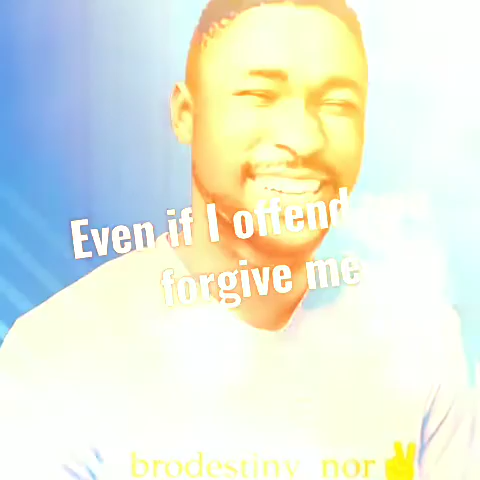 Even if I offend
forgive me
brodestiny nor✌